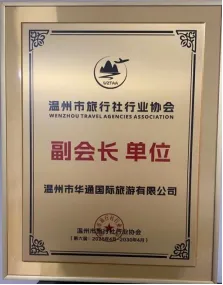 WZTAA
温州市旅行社行业协会
WENZHOU TRAVEL AGENCIES ASSOCIATION
副会长 单位
温州市华通国际旅游有限公司
温州市旅行社行业协会